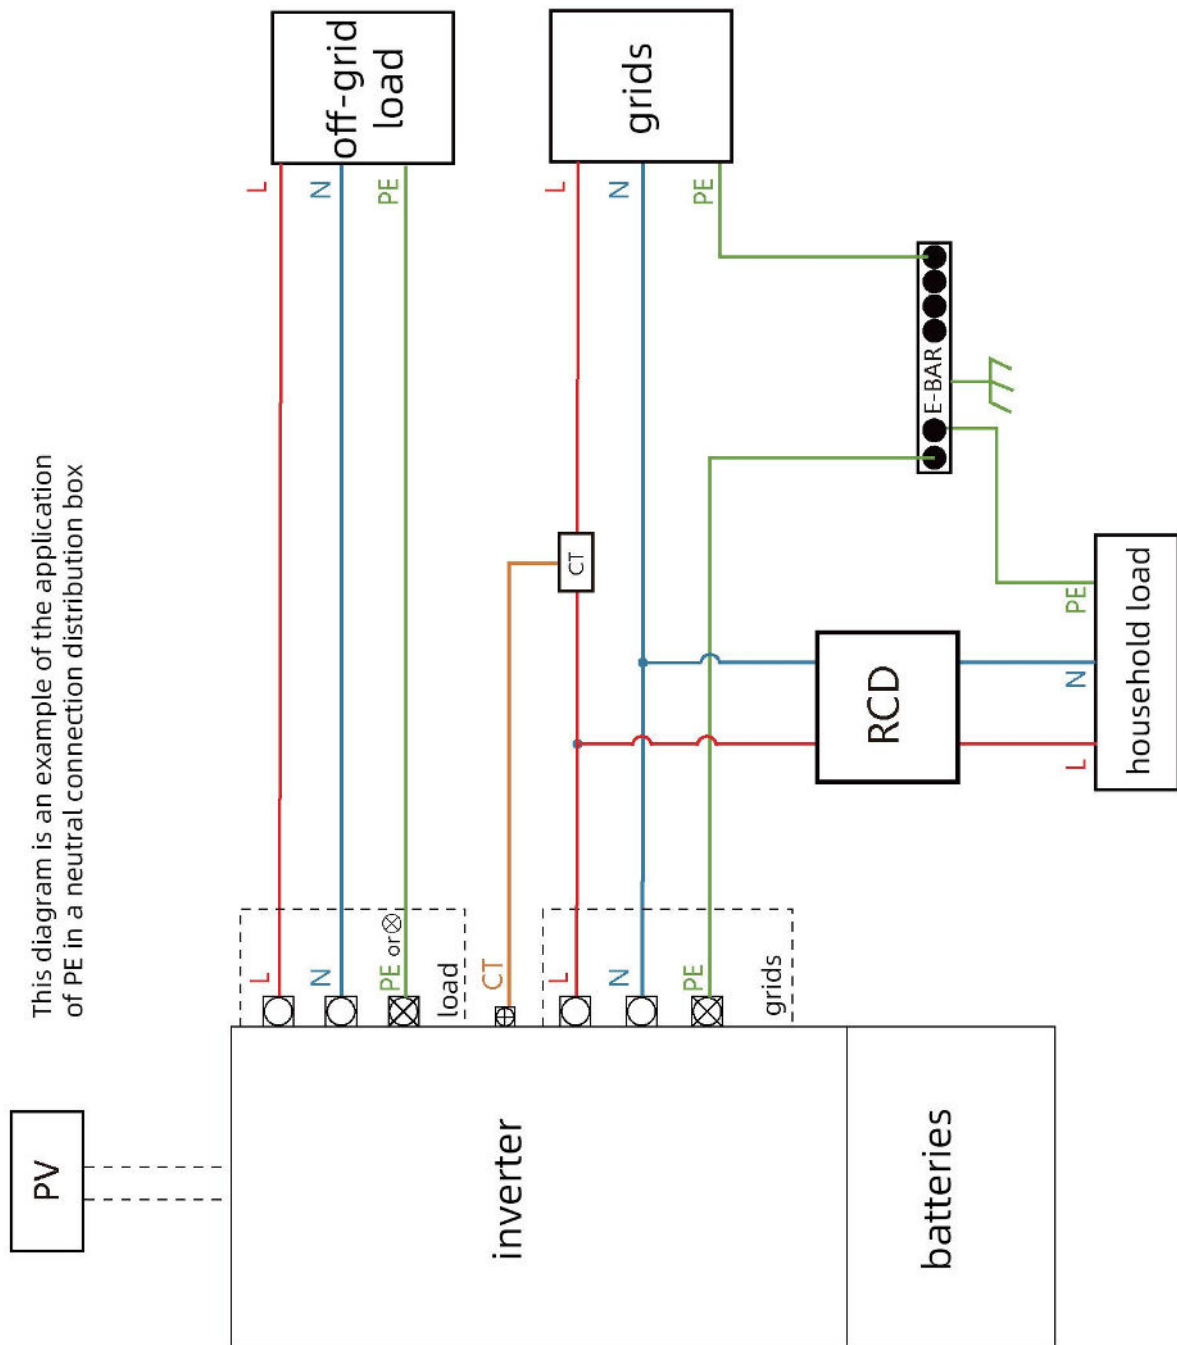 This diagram is an example of the application
of PE in a neutral connection distribution box
PV
inverter
batteries
L
N
PE or
load
CT
L
N
PE
grids
CT
L
N
PE
off-grid
load
L
N
PE
grids
E-BAR
RCD
L
N
PE
household load